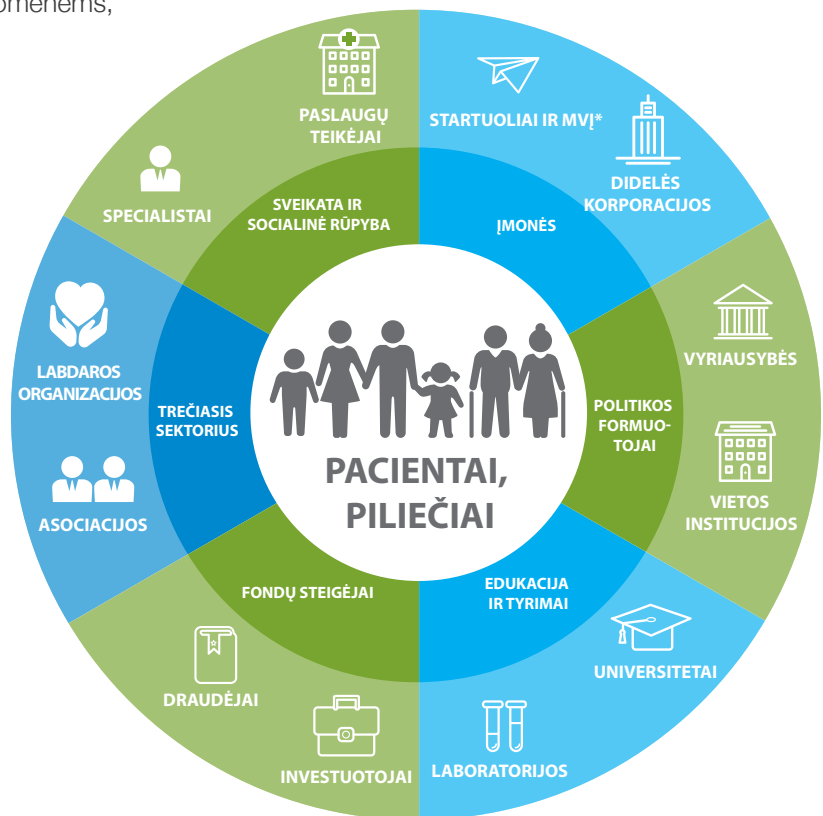 PASLAUGŲ
TEIKĖJAI
STARTUOLIAI IR MVĮ*
DIDELĖS
KORPORACIJOS
SPECIALISTAI
SVEIKATA IR
SOCIALINĖ RŪPYBA
ĮMONĖS
VYRIAUSYBĖS
LABDAROS
ORGANIZACIJOS
TREČIASIS
SEKTORIUS
POLITIKOS
FORMUO-
TOJAI
PACIENTAI,
PILIEČIAI
VIETOS
INSTITUCIJOS
ASOCIACIJOS
FONDŲ STEIGĖJAI
EDUKACIJA
IR TYRIMAI
UNIVERSITETAI
DRAUDĖJAI
INVESTUOTOJAI
LABORATORIJOS